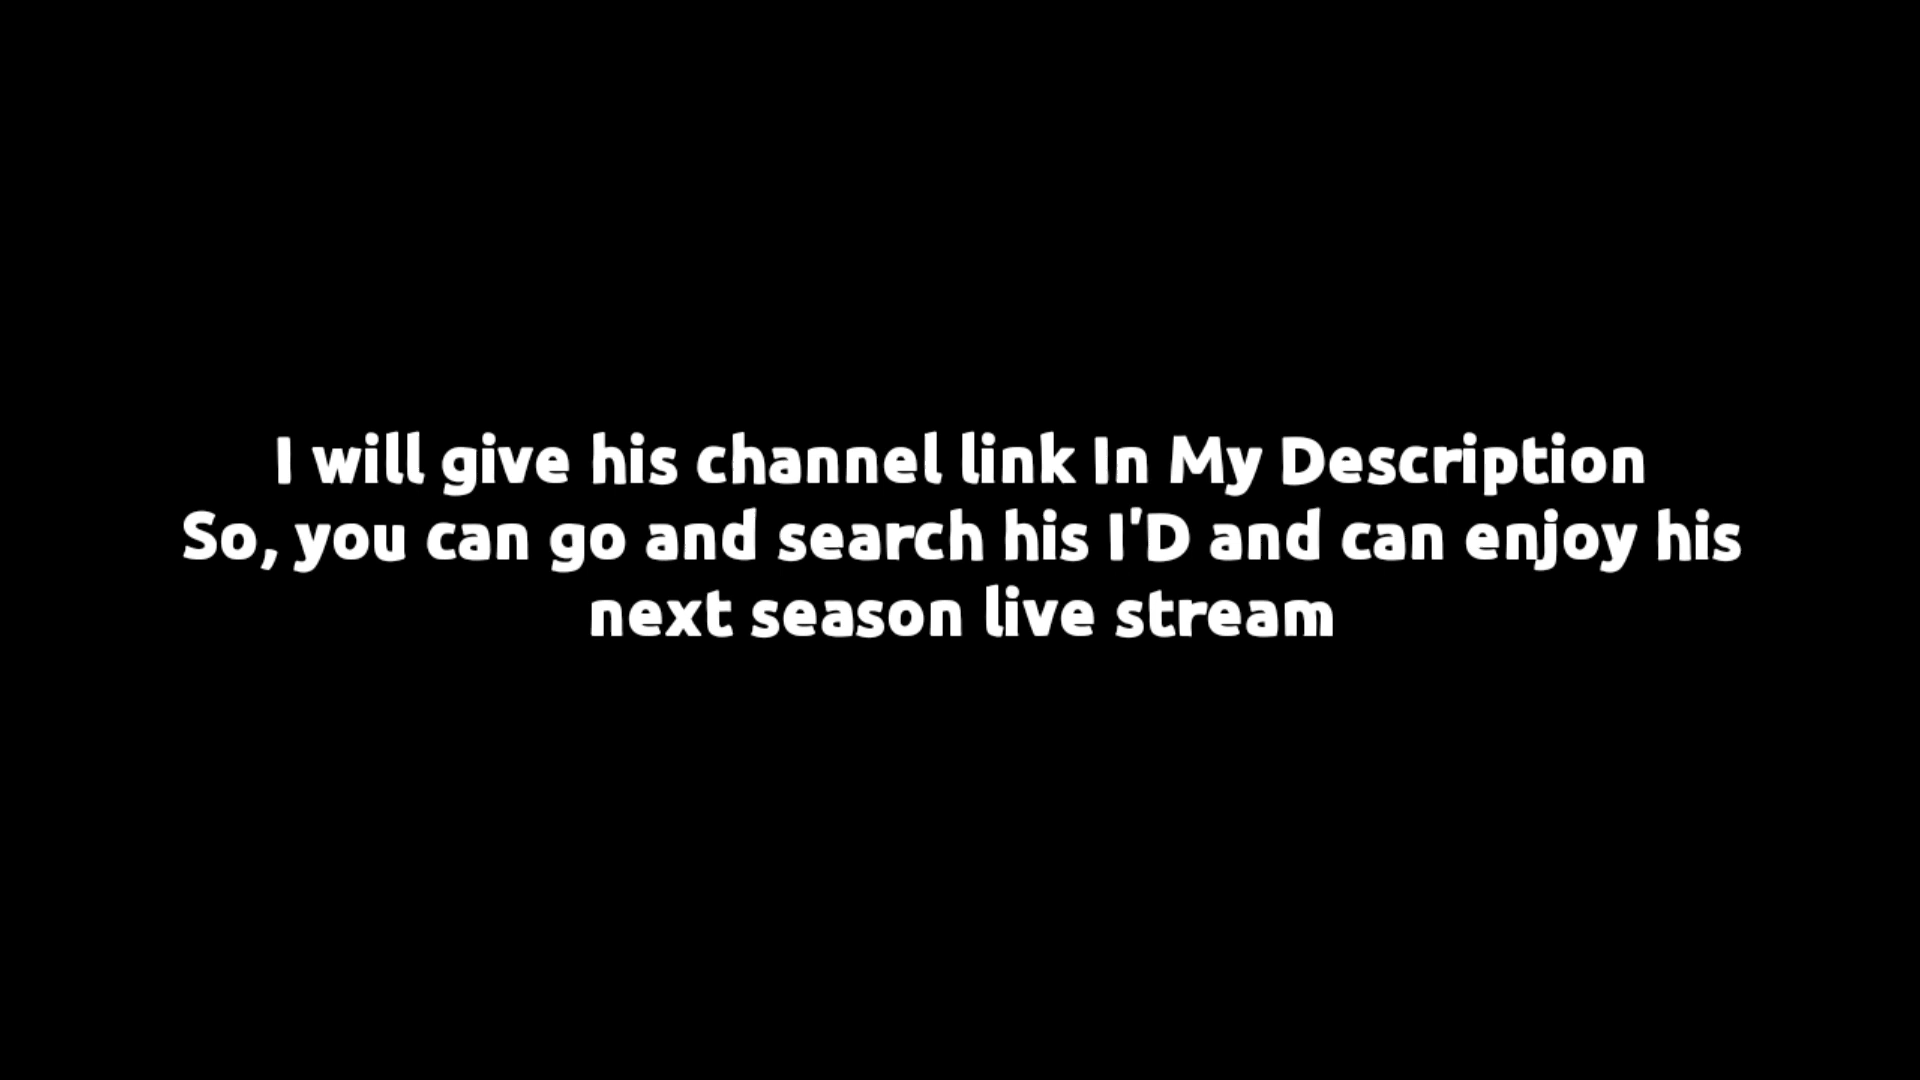 I will give his channel link In My Description
So, you can go and search his I'D and can enjoy his
next season live stream